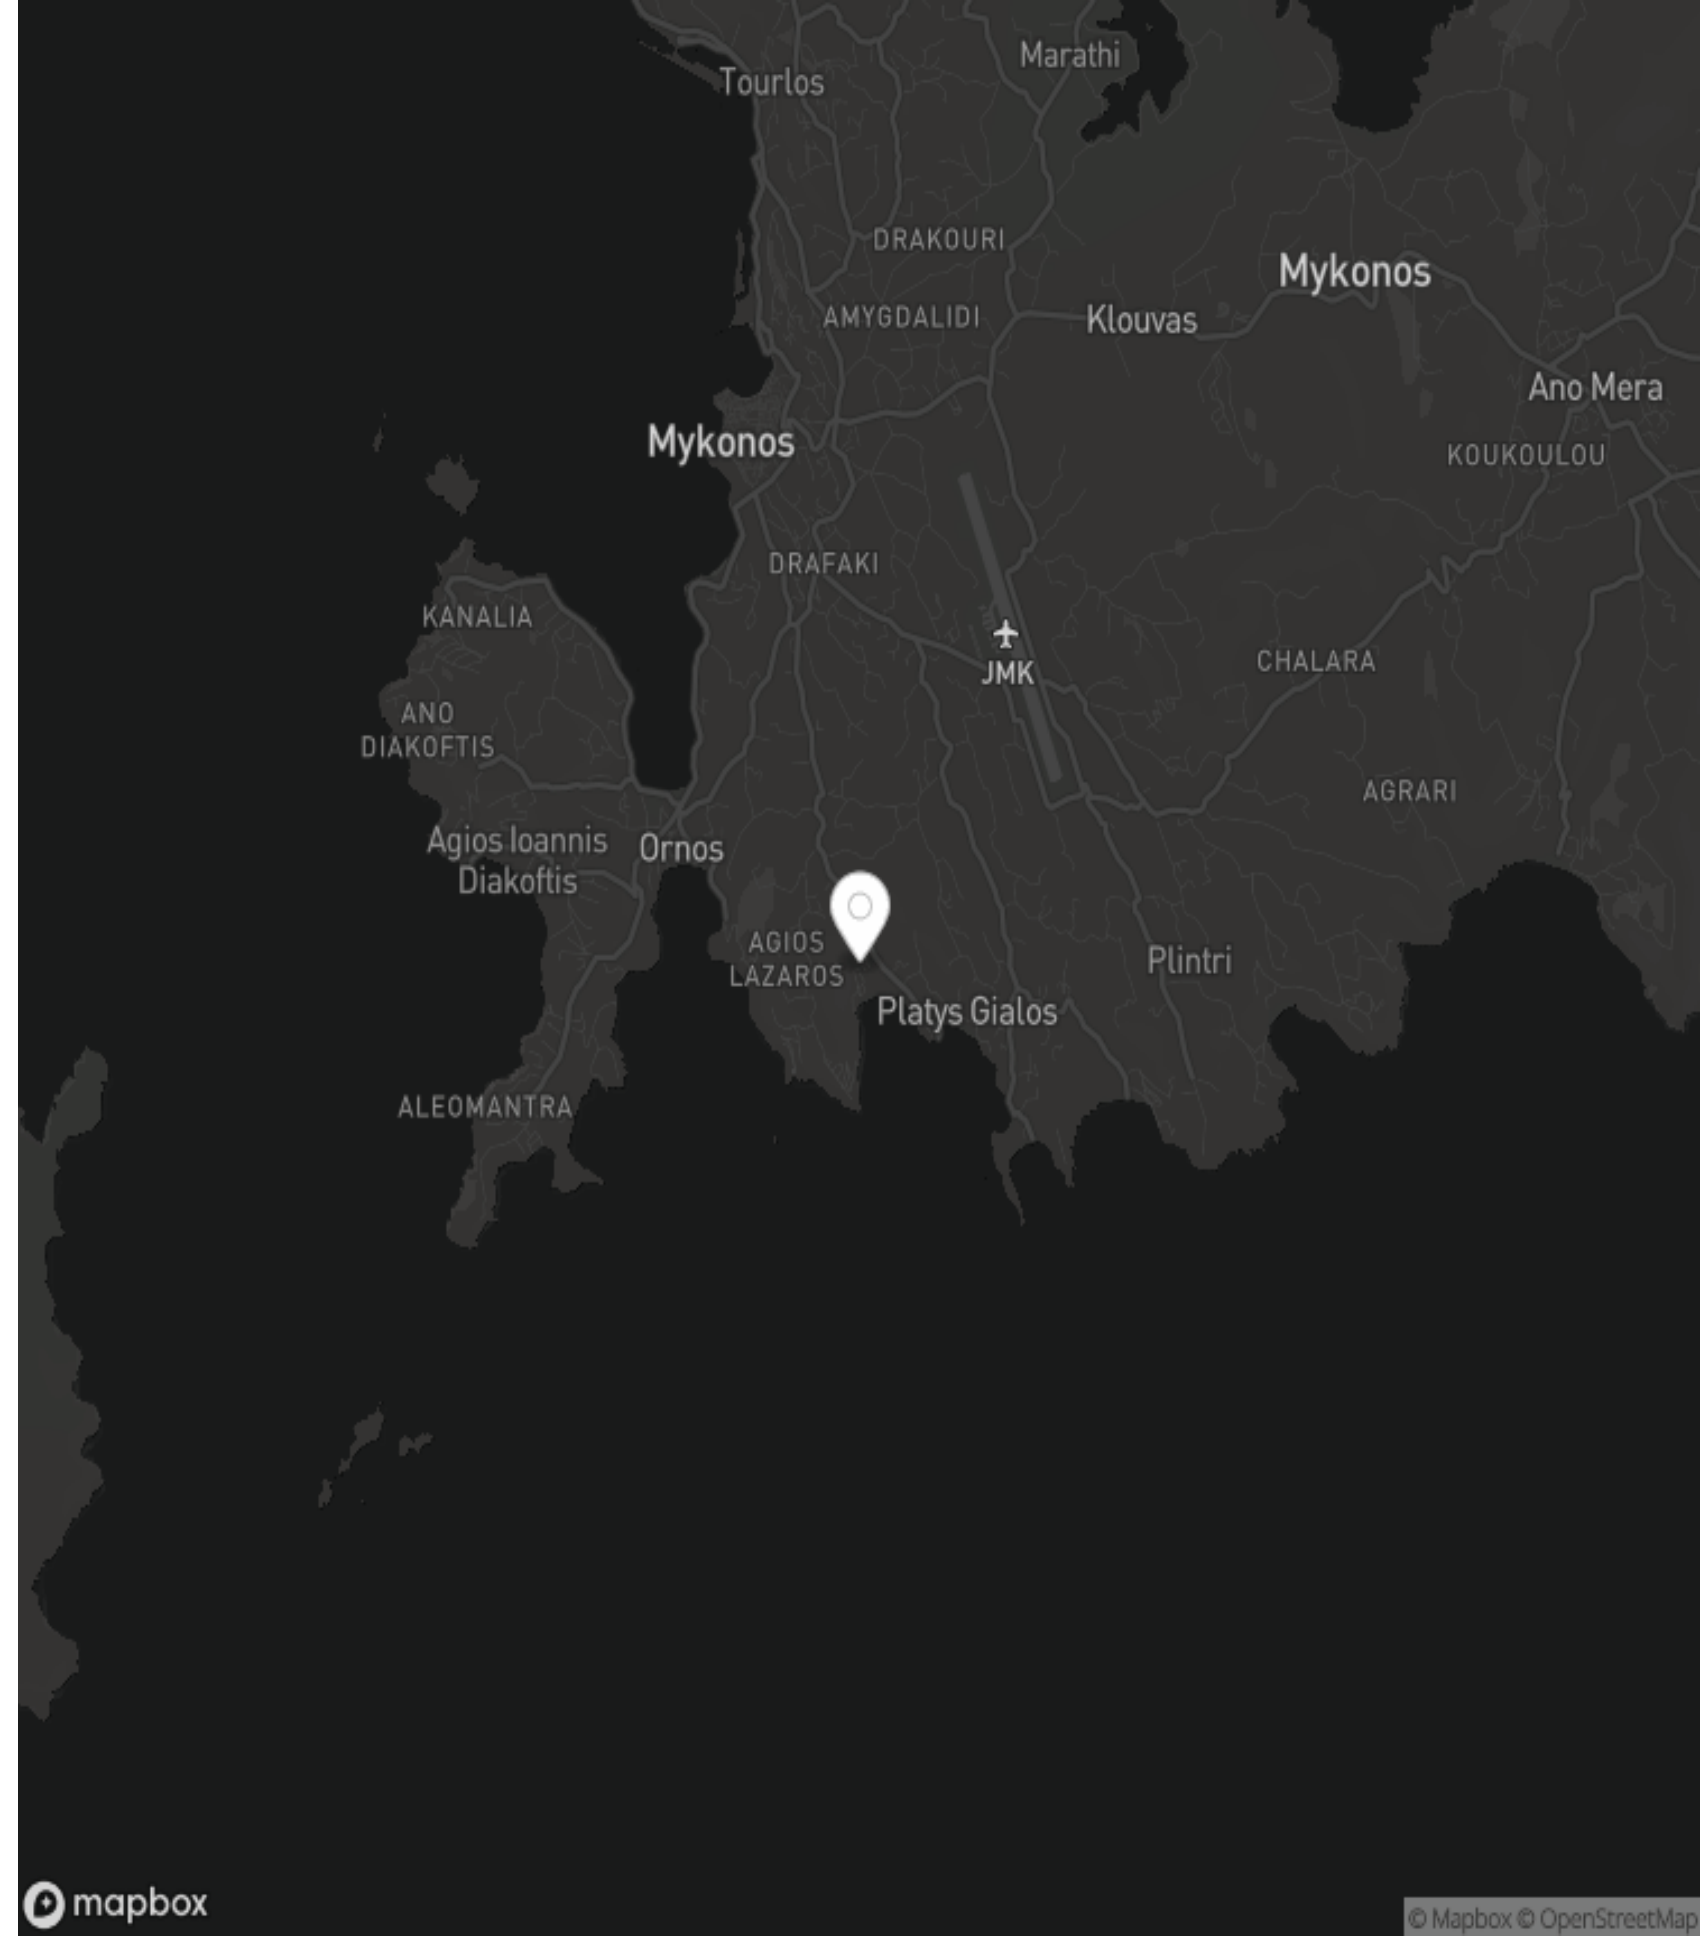 Marathi
Tourlos
DRAKOURI
Mykonos
AMYGDALIDI
Klouvas
Ano Mera
Mykonos
KOUKOULOU
DRAFAKI
KANALIA
JMK
CHALARA
ANO
DIAKOFTIS
AGRARI
Agios Ioannis
Diakoftis
Ornos
AGIOS
LAZAROS
Plintri
Platys Gialos
ALEOMANTRA
mapbox
© Mapbox © OpenStreetMap